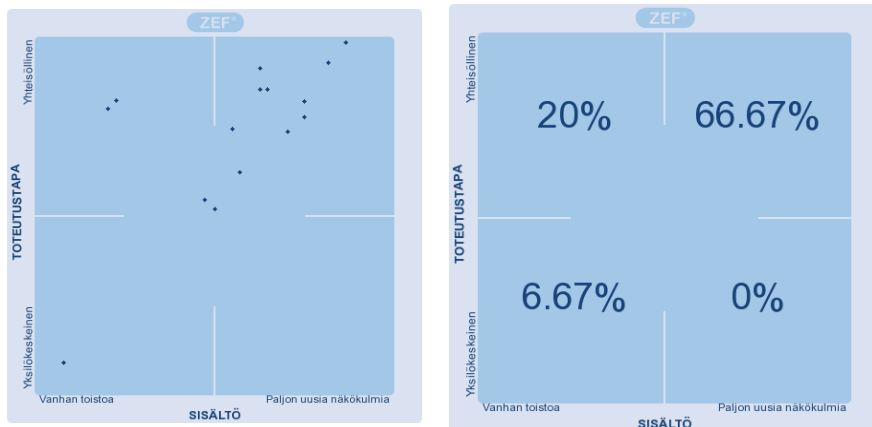 ZEF®
Yhteisöllinen
TOTEUTUSTAPA
Yksilökeskeinen
Vanhan toistoa
Paljon uusia näkökulmia
SISÄLTÖ
ZEF®
Yhteisöllinen
20%
66.67%
TOTEUTUSTAPA
6.67%
0%
Yksilökeskeinen
Vanhan toistoa
Paljon uusia näkökulmia
SISÄLTÖ